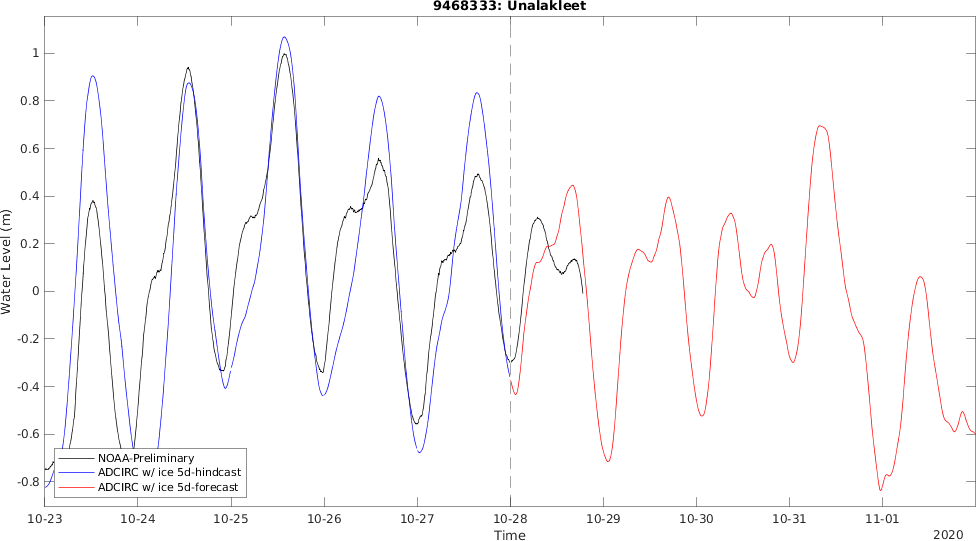 9468333: Unalakleet
Water Level (m)
1
0.8
0.6
0.4
0.2
0
-0.2
-0.4
-0.6
-0.8
NOAA-Preliminary
ADCIRC w/ ice 5d-hindcast
ADCIRC w/ ice 5d-forecast
10-23 10-24 10-25 10-26 10-27 10-28 10-29 10-30 10-31 11-01
Time
2020